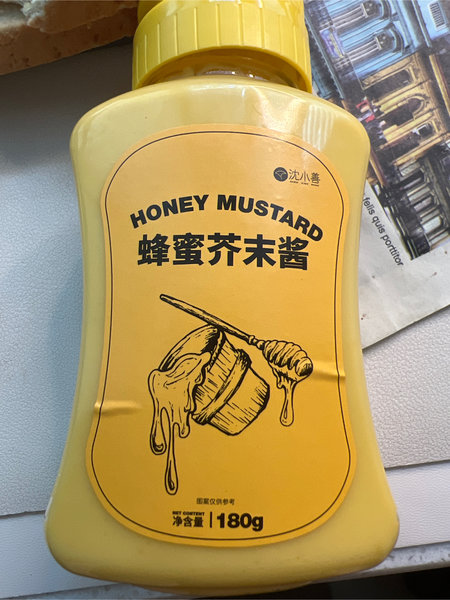 沈小善
HONEY MUSTARD
蜂蜜芥末酱
图案仅供参考
NET CONTENT
净含量 180g
felis quis porttitor